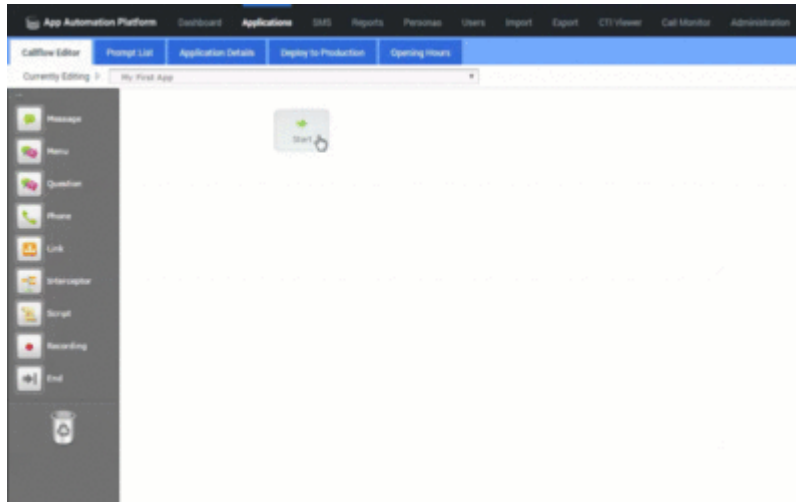 App Automation Platform Dashboard Applications SMS Reports Personas Users Import Export CTI Viewer Call Monitor Administration
Callflow Editor Prompt List Application Details Deploy to Production Opening Hours
Currently Editing My First App
Message
Start
Menu
Question
Phone
Link
Interceptor
Script
Recording
End